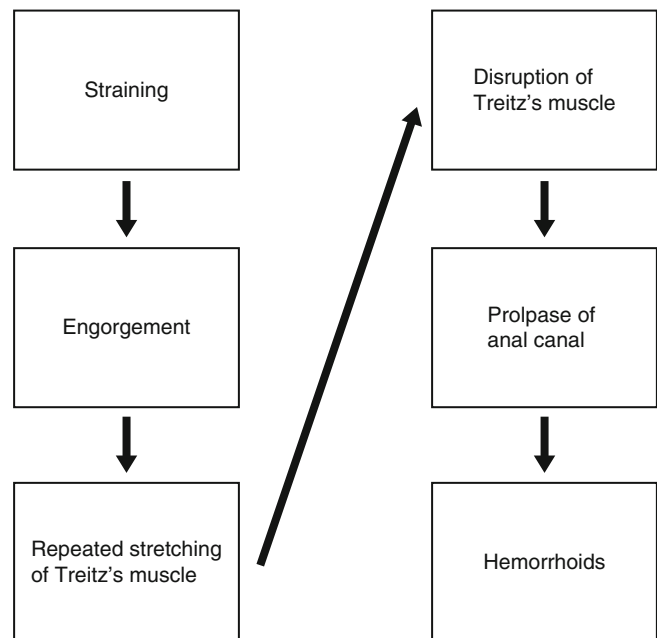 Straining
Engorgement
Repeated stretching
of Treitz's muscle
Disruption of
Treitz's muscle
Prolpase of
anal canal
Hemorrhoids